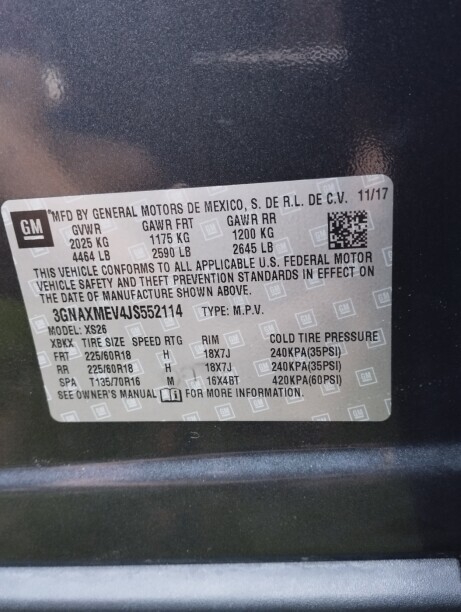 GM
MFD BY GENERAL MOTORS DE MEXICO, S. DE R.L. DE C.V. 11/17
GVWR GAWR FRT GAWR RR
2025 KG 1175 KG 1200 KG
4464 LB 2590 LB 2645 LB
THIS VEHICLE CONFORMS TO ALL APPLICABLE U.S. FEDERAL MOTOR
VEHICLE SAFETY AND THEFT PREVENTION STANDARDS IN EFFECT ON
THE DATE OF MANUFACTURE SHOWN ABOVE.
3GNAXMEV4JS552114 TYPE: M.P.V.
MODEL: XS26
XBKX TIRE SIZE SPEED RTG RIM COLD TIRE PRESSURE
FRT 225/60R18 H 18X7J 240KPA(35PSI)
RR 225/60R18 H 18X7J 240KPA(35PSI)
SPA T135/70R16 M 16X4BT 420KPA(60PSI)
SEE OWNER'S MANUAL FOR MORE INFORMATION.